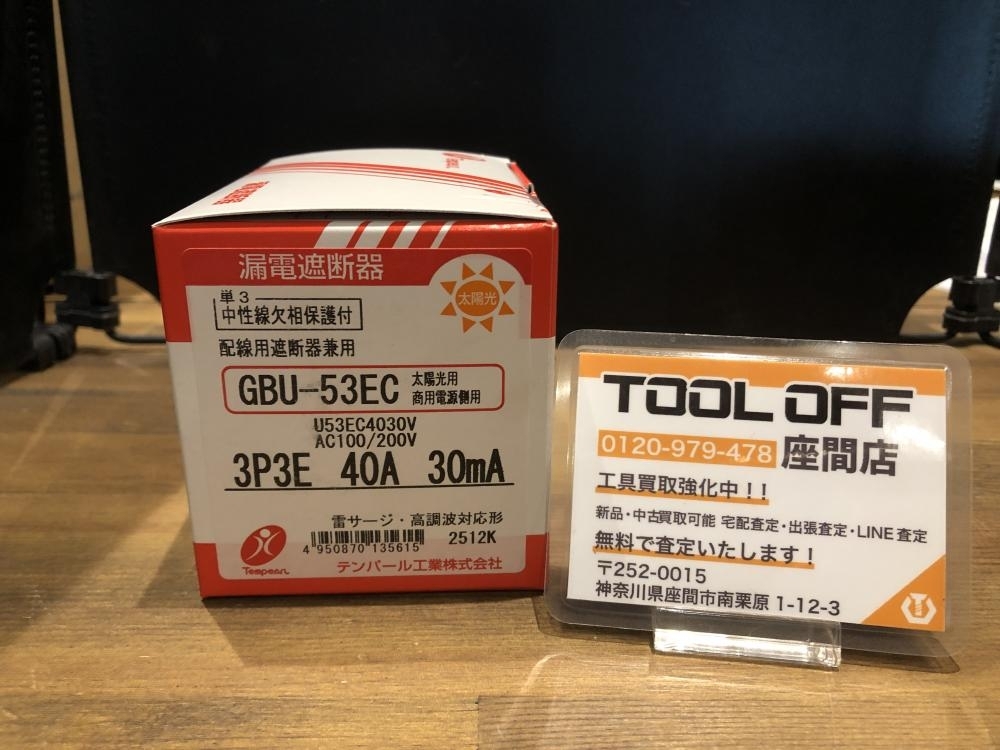 漏電遮断器
太陽光
単3
中性線欠相保護付
配線用遮断器兼用
GBU-53EC 太陽光用
商用電源側用
U53EC4030V
AC100/200V
3P3E 40A 30mA
雷サージ・高調波対応形
4 950870 135615 2512K
Tempearl テンパール工業株式会社
TOOL OFF
0120-979-478 座間店
工具買取強化中!!
新品・中古買取可能 宅配査定・出張査定・LINE査定
無料で査定いたします!
〒252-0015
神奈川県座間市南栗原1-12-3